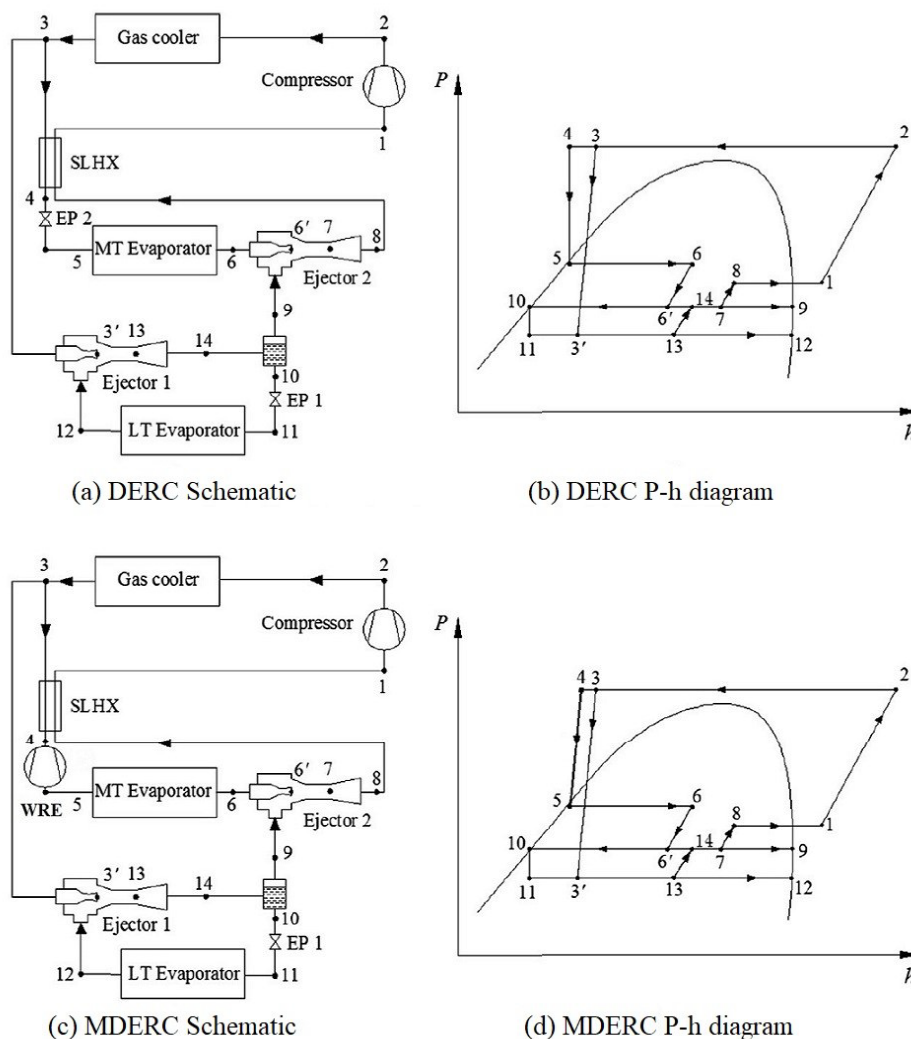 3
Gas cooler
2
Compressor
1
SLHX
4
EP 2
5
MT Evaporator
6
6′
7
8
Ejector 2
9
3′
13
14
Ejector 1
10
EP 1
12
LT Evaporator
11
(a) DERC Schematic
P
4
3
2
5
6
8
1
10
6′
14
7
9
11
3′
13
12
h
(b) DERC P-h diagram
3
Gas cooler
2
Compressor
1
SLHX
4
WRE
5
MT Evaporator
6
6′
7
8
Ejector 2
9
3′
13
14
Ejector 1
10
EP 1
12
LT Evaporator
11
(c) MDERC Schematic
P
4
3
2
5
6
8
1
10
6′
14
7
9
11
3′
13
12
h
(d) MDERC P-h diagram